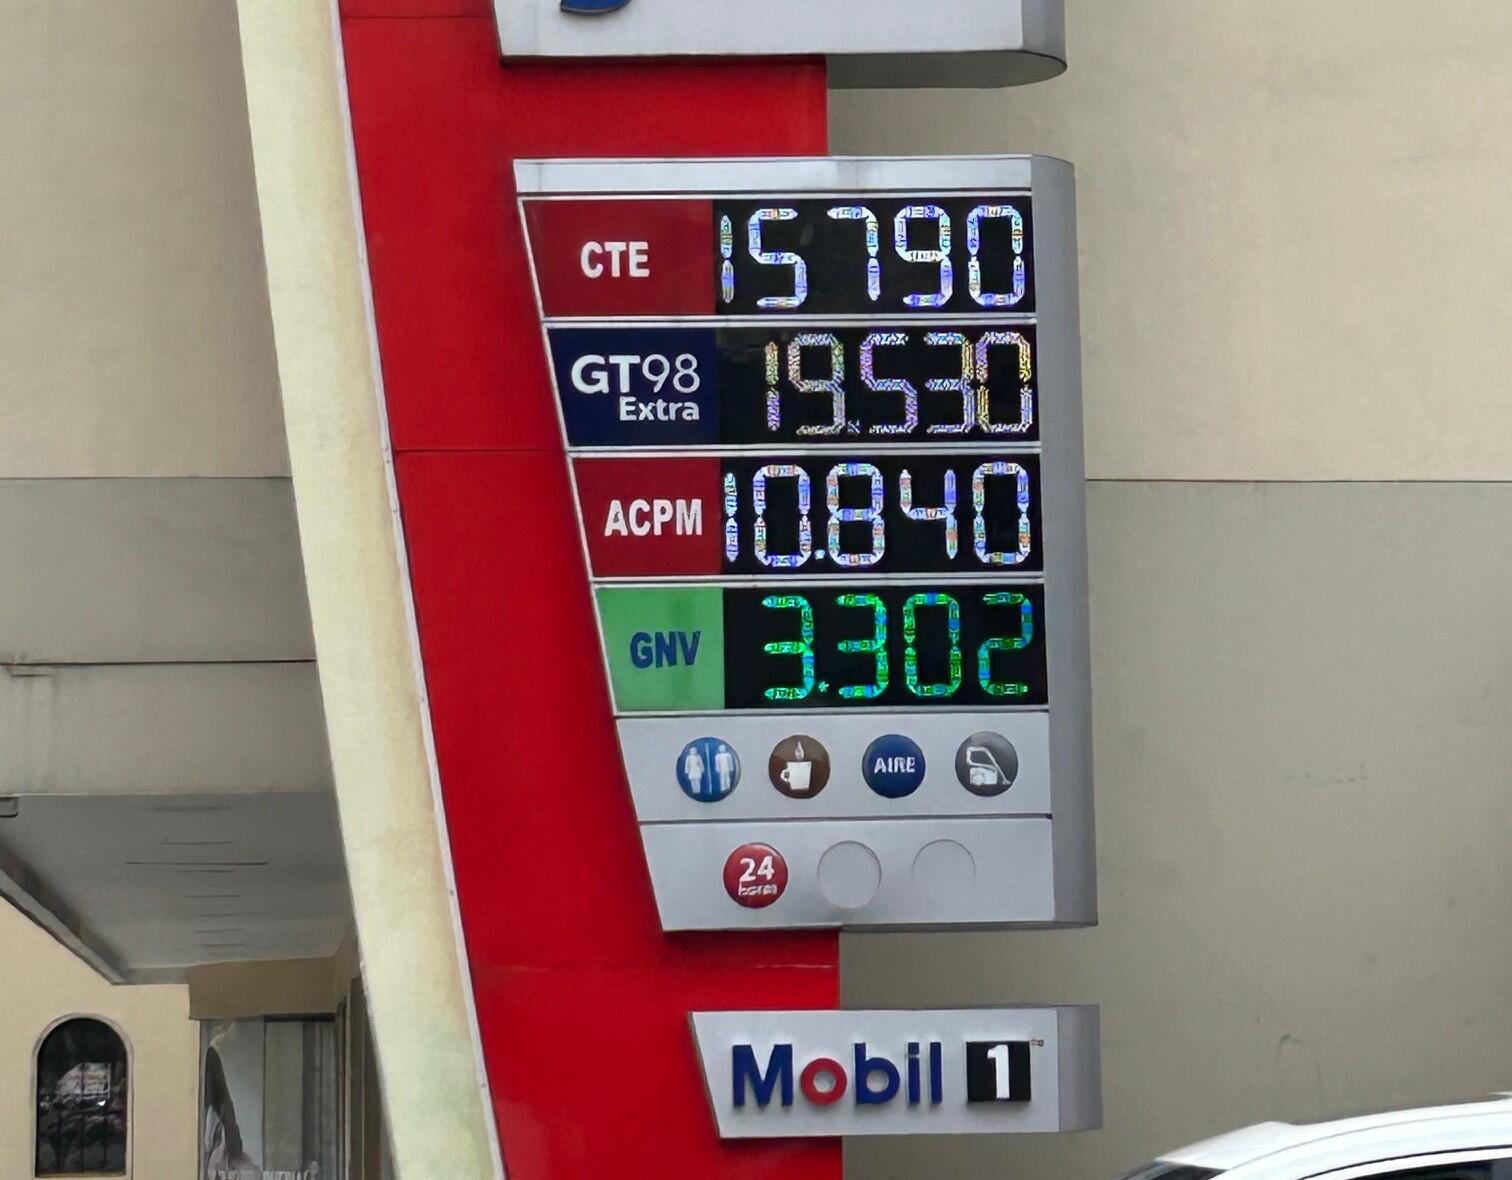 CTE 15790
GT98 Extra 19.530
ACPM 10.840
GNV 3.302
AIRE
24
Mobil 1